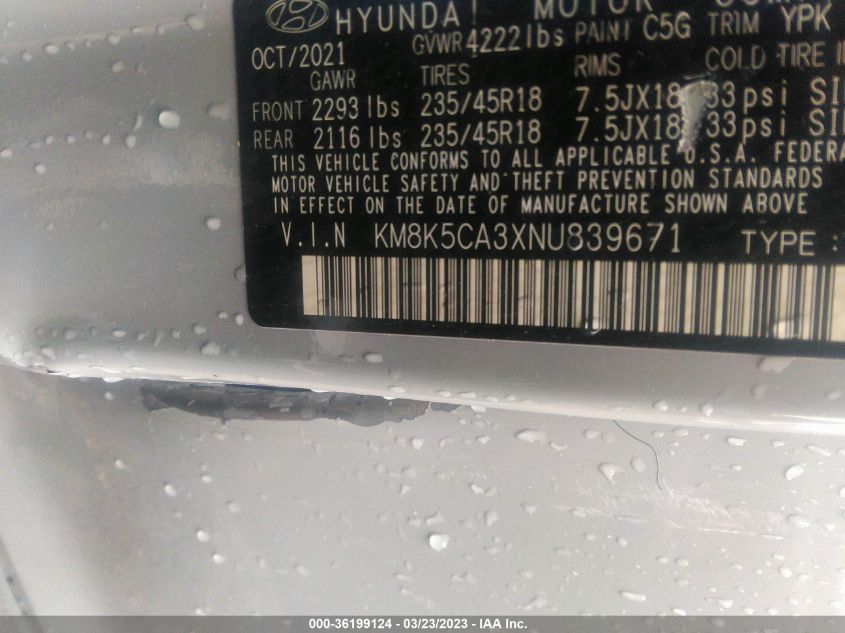 HYUNDAI MOTOR
OCT/2021 GVWR 4222 lbs PAINT C5G TRIM YPK
GAWR TIRES RIMS COLD TIRE
FRONT 2293 lbs 235/45R18 7.5JX18 33psi
REAR 2116 lbs 235/45R18 7.5JX18 33psi
THIS VEHICLE CONFORMS TO ALL APPLICABLE U.S.A. FEDERA
MOTOR VEHICLE SAFETY AND THEFT PREVENTION STANDARDS
IN EFFECT ON THE DATE OF MANUFACTURE SHOWN ABOVE
V.I.N KM8K5CA3XNU839671 TYPE:
000-36199124 / 03/23/2023 - IAA Inc.